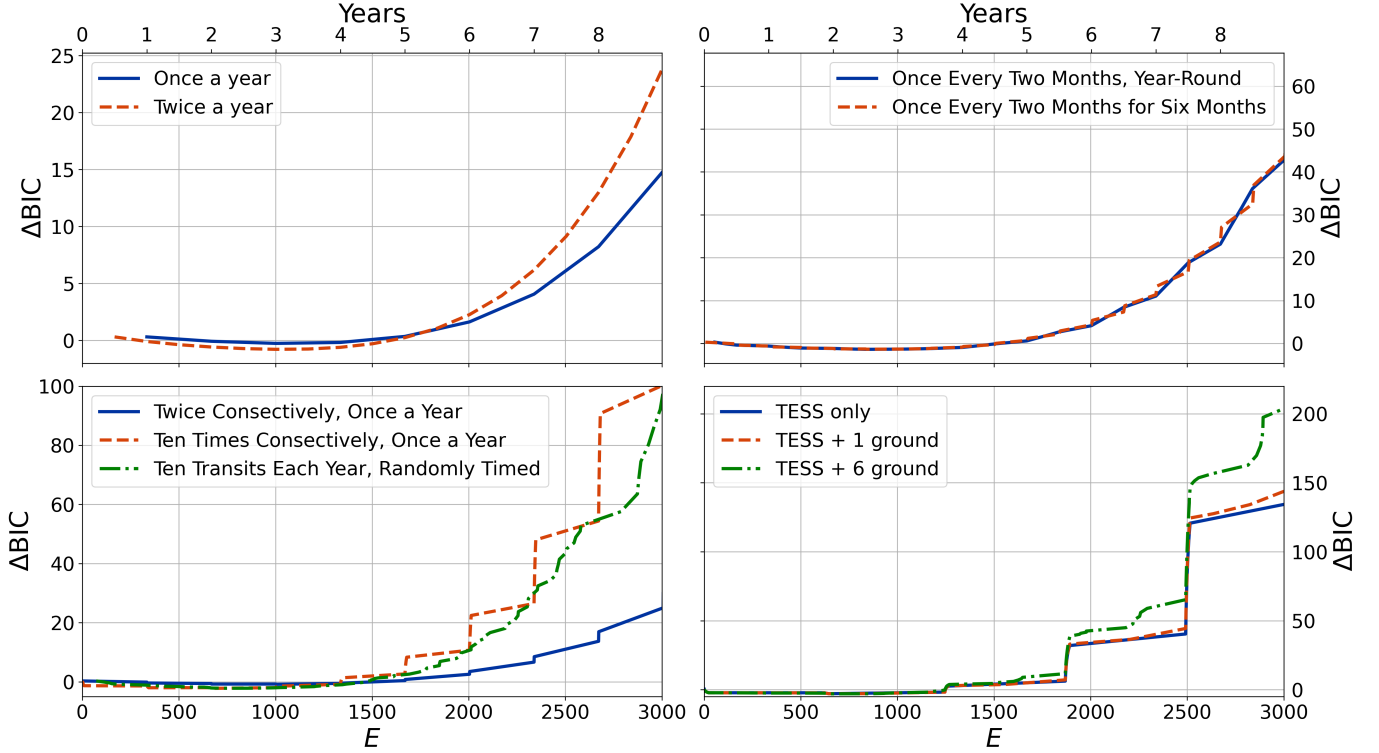 Years
0 1 2 3 4 5 6 7 8
25
20
15
10
5
0
ΔBIC
Once a year
Twice a year
Years
0 1 2 3 4 5 6 7 8
Once Every Two Months, Year-Round
Once Every Two Months for Six Months
60
50
40
30
20
10
0
ΔBIC
100
80
60
40
20
0
ΔBIC
Twice Consectively, Once a Year
Ten Times Consectively, Once a Year
Ten Transits Each Year, Randomly Timed
0 500 1000 1500 2000 2500 3000
E
TESS only
TESS + 1 ground
TESS + 6 ground
200
150
100
50
0
ΔBIC
0 500 1000 1500 2000 2500 3000
E